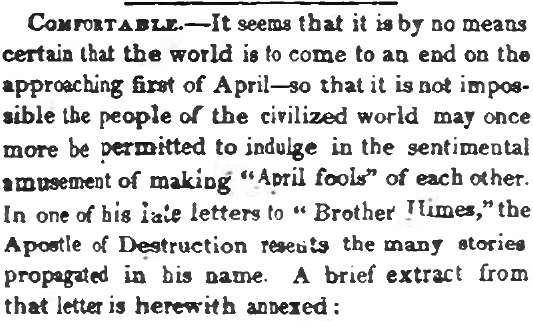 COMFORTABLE.—It seems that it is by no means
certain that the world is to come to an end on the
approaching first of April—so that it is not impos-
sible the people of the civilized world may once
more be permitted to indulge in the sentimental
amusement of making "April fools" of each other.
In one of his late letters to "Brother Himes," the
Apostle of Destruction resents the many stories
propagated in his name. A brief extract from
that letter is herewith annexed: